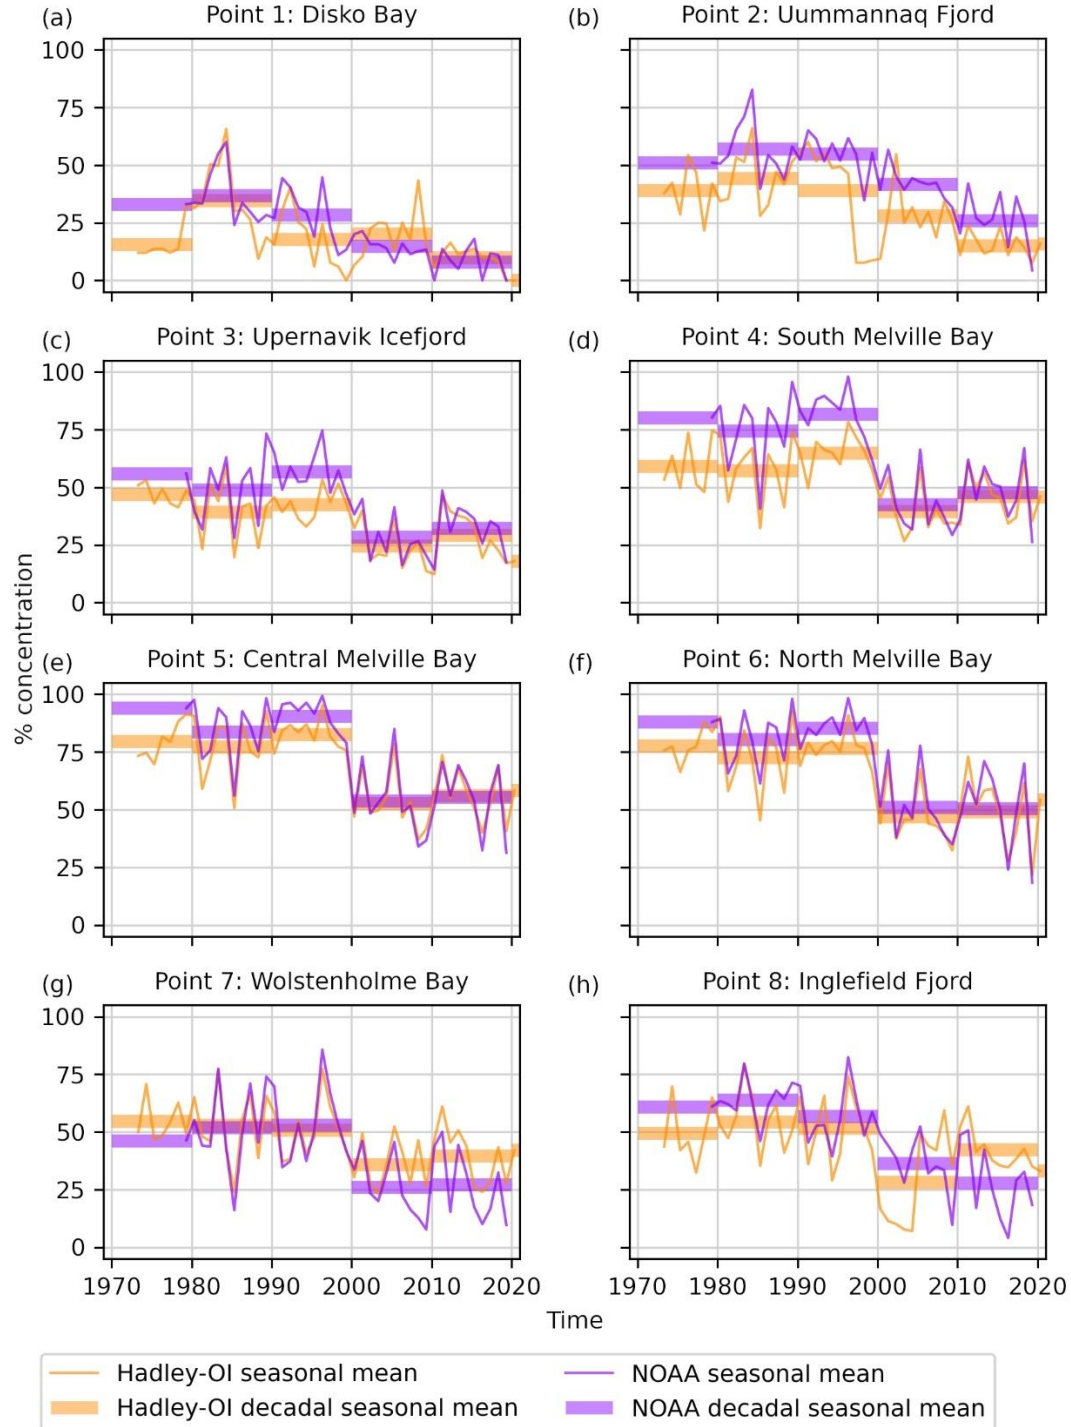 (a) Point 1: Disko Bay
(b) Point 2: Uummannaq Fjord
100
75
50
25
0
(c) Point 3: Upernavik Icefjord
(d) Point 4: South Melville Bay
100
75
50
25
0
% concentration
(e) Point 5: Central Melville Bay
(f) Point 6: North Melville Bay
100
75
50
25
0
(g) Point 7: Wolstenholme Bay
(h) Point 8: Inglefield Fjord
100
75
50
25
0
1970 1980 1990 2000 2010 2020
1970 1980 1990 2000 2010 2020
Time
Hadley-OI seasonal mean
NOAA seasonal mean
Hadley-OI decadal seasonal mean
NOAA decadal seasonal mean